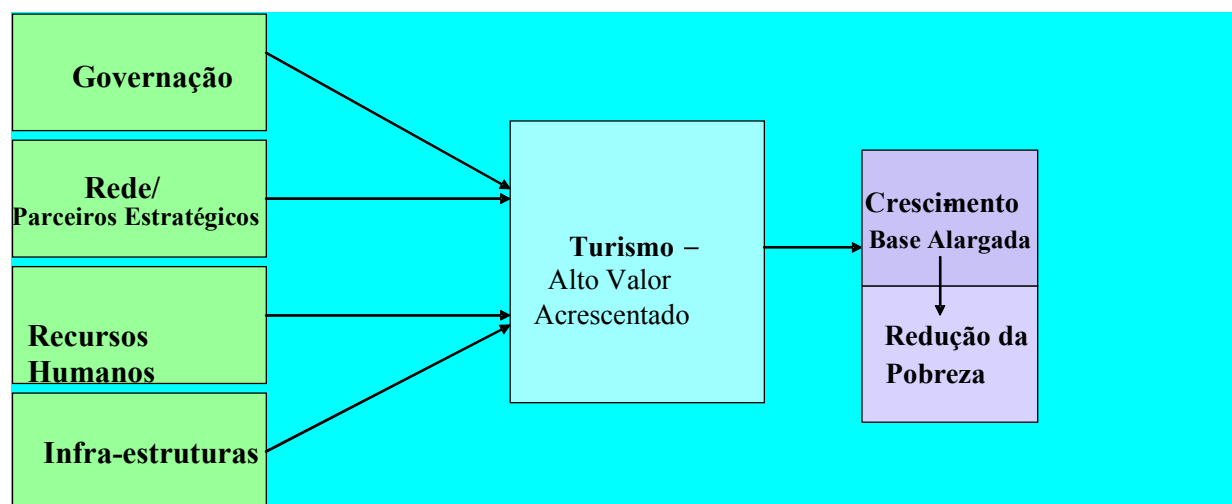 Governação
Rede/
Parceiros Estratégicos
Recursos
Humanos
Infra-estruturas
Turismo –
Alto Valor
Acrescentado
Crescimento
Base Alargada
Redução da
Pobreza